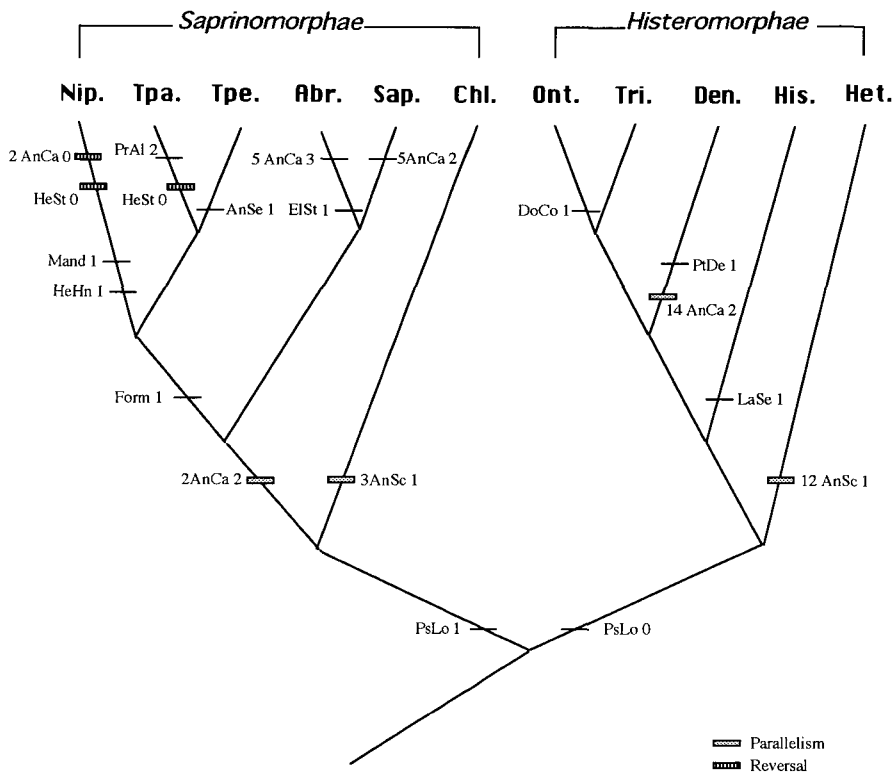 Saprinomorphae Histeromorphae
Nip. Tpa. Tpe. Abr. Sap. Chl. Ont. Tri. Den. His. Het.
2 AnCa 0 PrAl 2 5 AnCa 3 5AnCa 2
HeSt 0 HeSt 0 AnSe 1 ElSt 1 DoCo 1
Mand 1 PtDe 1
HeHn 1 14 AnCa 2
Form 1 LaSe 1
2AnCa 2 3AnSc 1 12 AnSc 1
PsLo 1 PsLo 0
Parallelism
Reversal